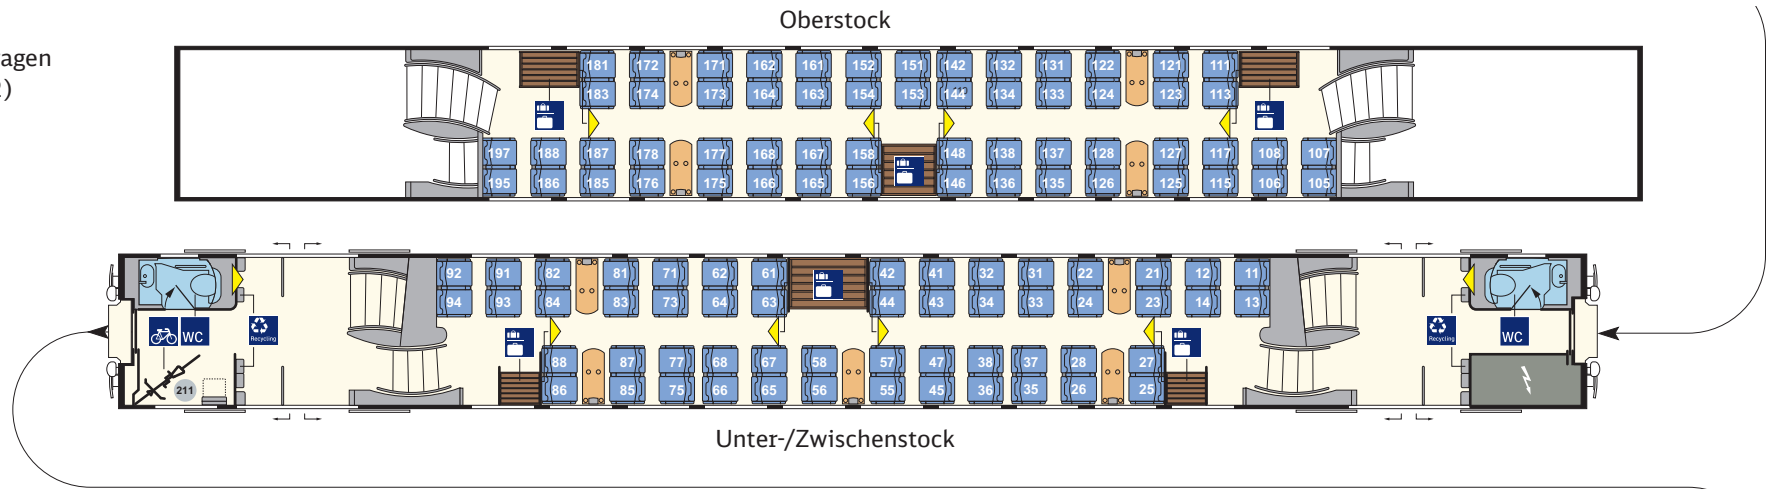 Oberstock
agen
)
181 172 171 162 161 152 151 142 132 131 122 121 111
183 174 173 164 163 154 153 144 134 133 124 123 113
197 188 187 178 177 168 167 158 148 138 137 128 127 117 108 107
195 186 185 176 175 166 165 156 146 136 135 126 125 115 106 105
92 91 82 81 71 62 61 42 41 32 31 22 21 12 11
94 93 84 83 73 64 63 44 43 34 33 24 23 14 13
WC Recycling Recycling WC
88 87 77 68 67 58 57 47 38 37 28 27
211 86 85 75 66 65 56 55 45 36 35 26 25
Unter-/Zwischenstock